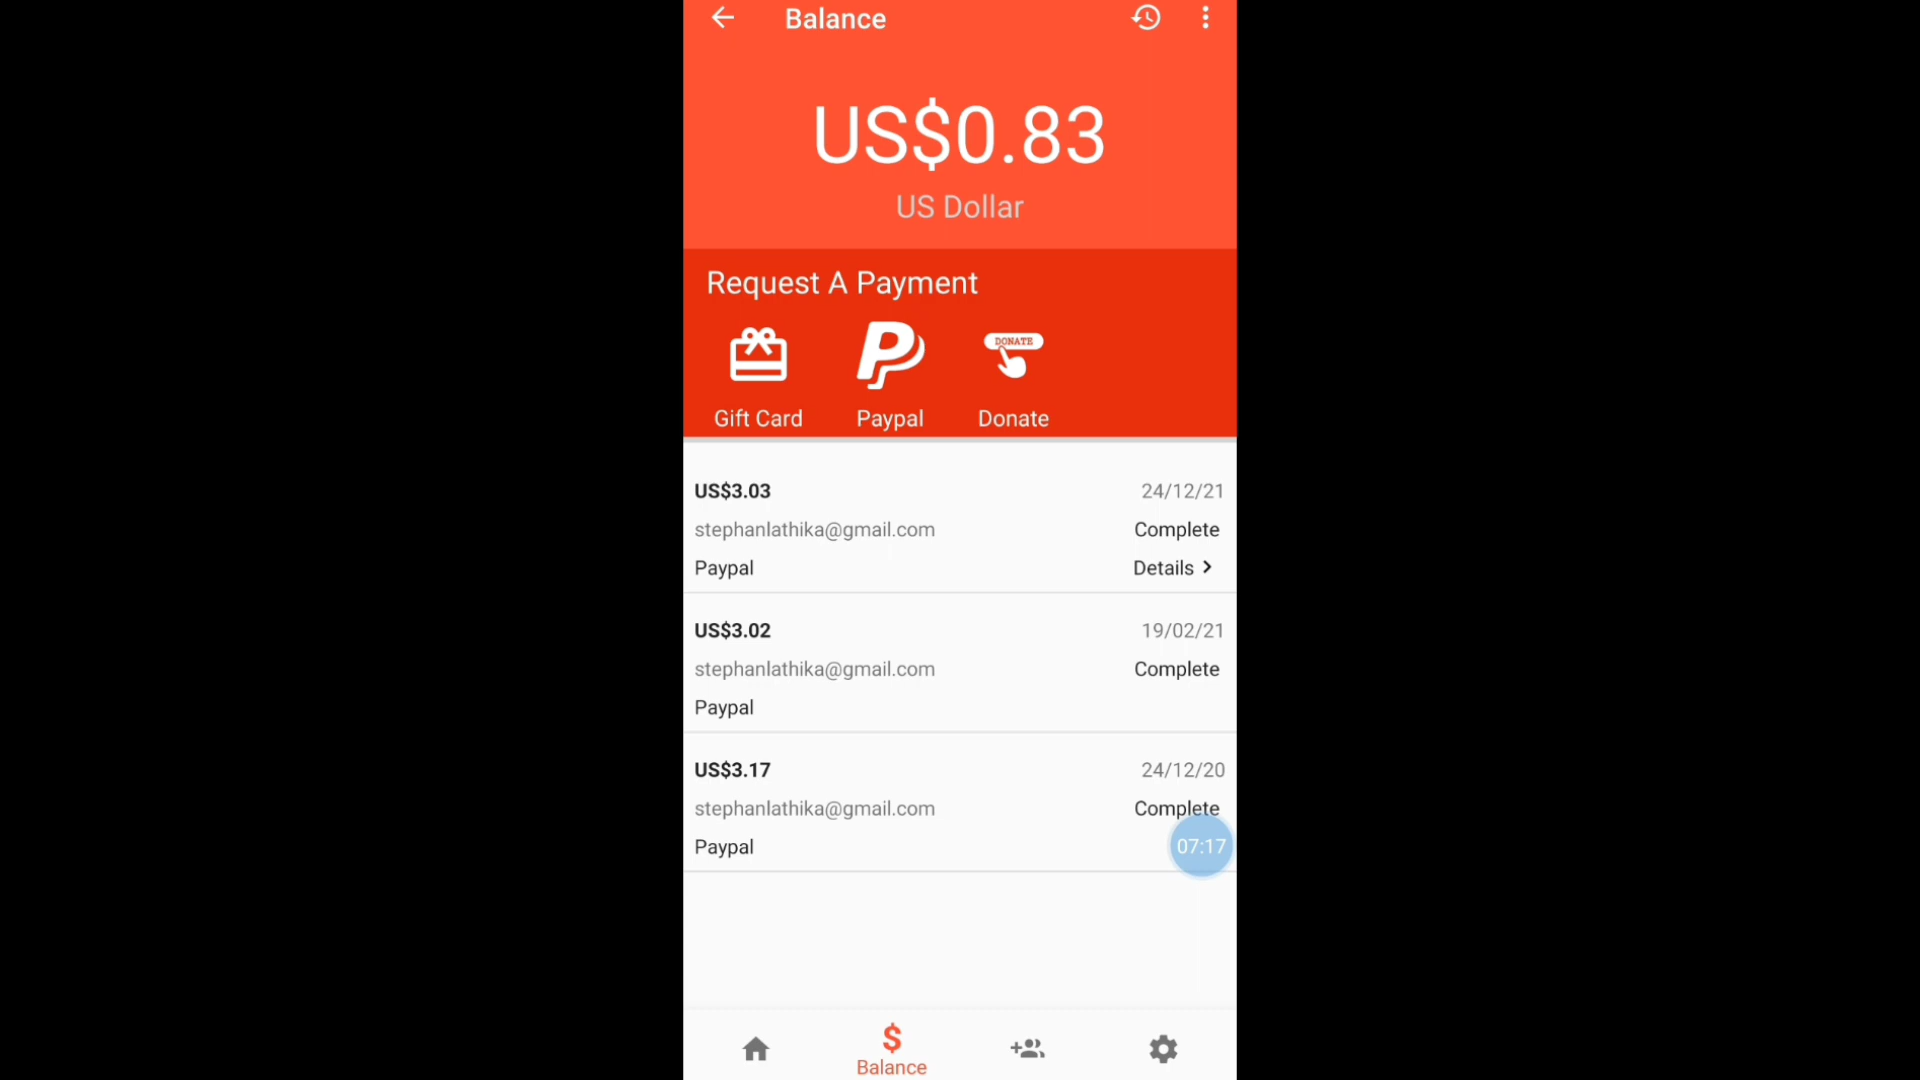 Balance
US$0.83
US Dollar
Request A Payment
DONATE
Gift Card Paypal Donate
US$3.03 24/12/21
stephanlathika@gmail.com Complete
Paypal Details
US$3.02 19/02/21
stephanlathika@gmail.com Complete
Paypal
US$3.17 24/12/20
stephanlathika@gmail.com Complete
Paypal 07:17
$
Balance